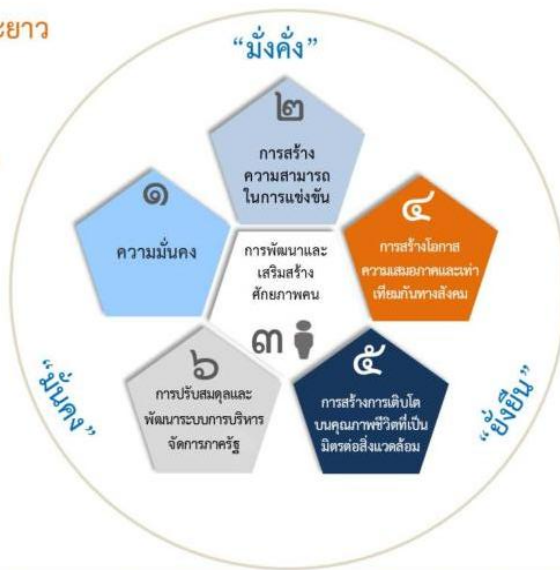 ะยาว
“มั่งคั่ง”
๒
การสร้าง
ความสามารถ
ในการแข่งขัน
๑
ความมั่นคง
๔
การสร้างโอกาส
ความเสมอภาคและเท่า
เทียมกันทางสังคม
การพัฒนาและ
เสริมสร้าง
ศักยภาพคน
๓
๖
การปรับสมดุลและ
พัฒนาระบบการบริหาร
จัดการภาครัฐ
๕
การสร้างการเติบโต
บนคุณภาพชีวิตที่เป็น
มิตรต่อสิ่งแวดล้อม
“มั่นคง”
“ยั่งยืน”